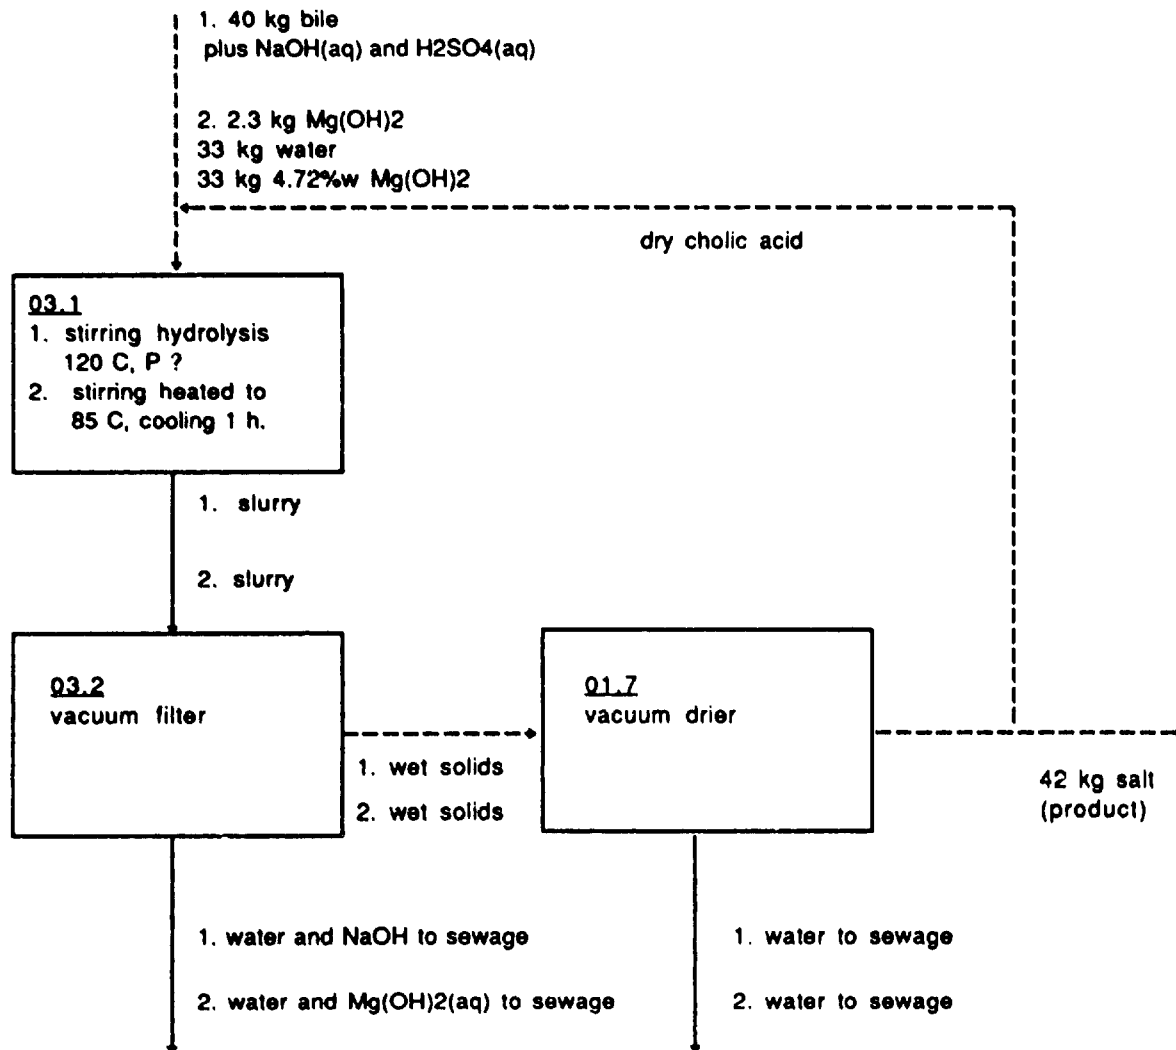 1. 40 kg bile
plus NaOH(aq) and H2SO4(aq)
2. 2.3 kg Mg(OH)2
33 kg water
33 kg 4.72%w Mg(OH)2
dry cholic acid
03.1
1. stirring hydrolysis
120 C, P ?
2. stirring heated to
85 C, cooling 1 h.
1. slurry
2. slurry
03.2
vacuum filter
01.7
vacuum drier
1. wet solids
2. wet solids
42 kg salt
(product)
1. water and NaOH to sewage
2. water and Mg(OH)2(aq) to sewage
1. water to sewage
2. water to sewage